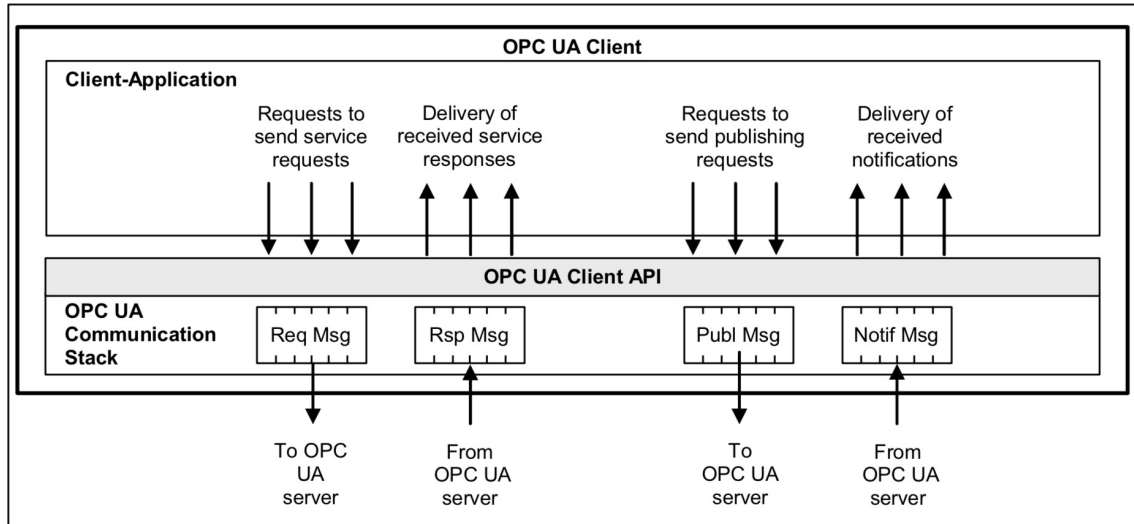 OPC UA Client
Client-Application
Requests to
send service
requests
Delivery of
received service
responses
Requests to
send publishing
requests
Delivery of
received
notifications
OPC UA Client API
OPC UA
Communication
Stack
Req Msg
Rsp Msg
Publ Msg
Notif Msg
To OPC
UA
server
From
OPC UA
server
To
OPC UA
server
From
OPC UA
server